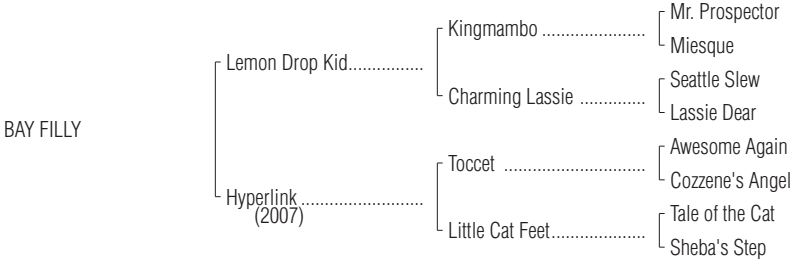 Mr. Prospector
Kingmambo ......................
Miesque
Lemon Drop Kid................
Seattle Slew
Charming Lassie ..............
Lassie Dear
BAY FILLY
Awesome Again
Toccet ..............................
Cozzene's Angel
Hyperlink ..........................
(2007)
Tale of the Cat
Little Cat Feet....................
Sheba's Step